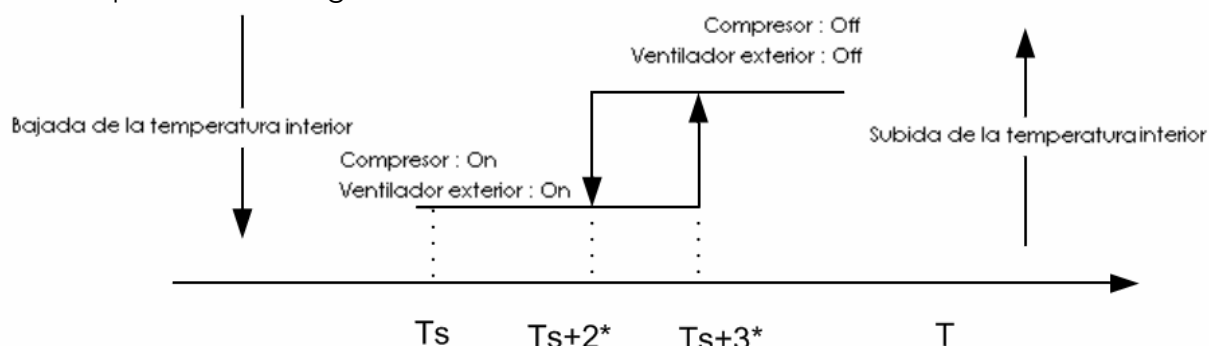 Compresor : Off
Ventilador exterior : Off
Bajada de la temperatura interior
Subida de la temperatura interior
Compresor : On
Ventilador exterior : On
Ts Ts+2* Ts+3* T